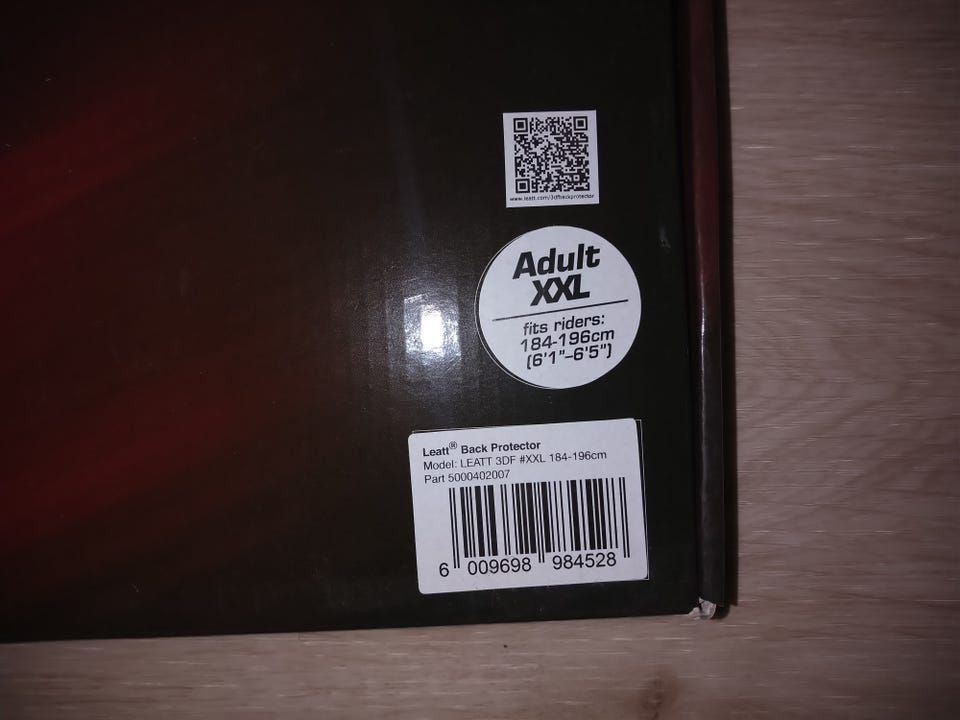 www.leatt.com/3dfbackprotector
Adult
XXL
fits riders:
184-196cm
(6'1"-6'5")
Leatt® Back Protector
Model: LEATT 3DF #XXL 184-196cm
Part 5000402007
6 009698 984528